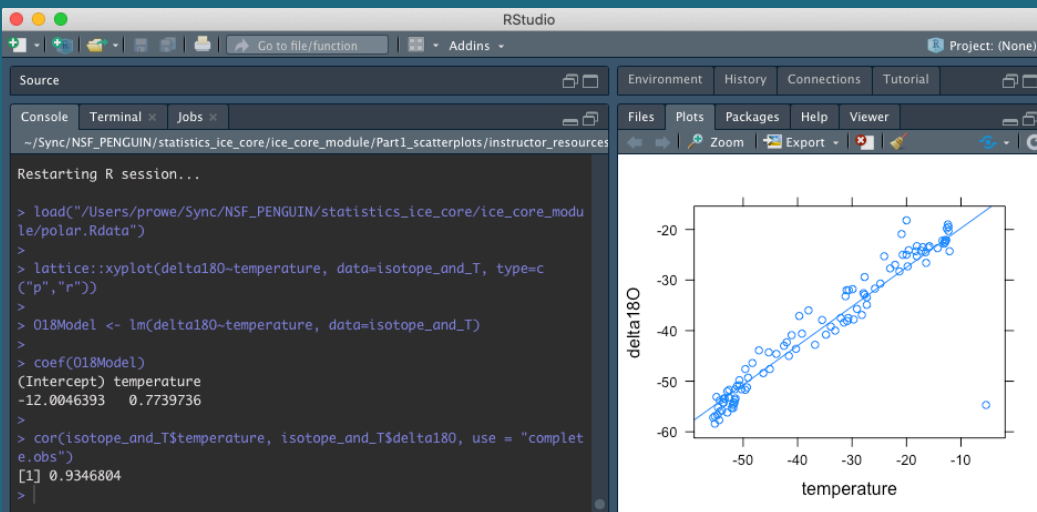 RStudio
Go to file/function
Addins
Project: (None)
Source
Console Terminal × Jobs ×
~/Sync/NSF_PENGUIN/statistics_ice_core/ice_core_module/Part1_scatterplots/instructor_resources
Restarting R session...
> load("/Users/prowe/Sync/NSF_PENGUIN/statistics_ice_core/ice_core_modu
le/polar.Rdata")
>
> lattice::xyplot(delta18O~temperature, data=isotope_and_T, type=c
("p","r"))
>
> O18Model <- lm(delta18O~temperature, data=isotope_and_T)
>
> coef(O18Model)
(Intercept) temperature
-12.0046393 0.7739736
>
> cor(isotope_and_T$temperature, isotope_and_T$delta18O, use = "complet
e.obs")
[1] 0.9346804
>
Environment History Connections Tutorial
Files Plots Packages Help Viewer
Zoom Export
-20
-30
-40
-50
-60
delta18O
-50 -40 -30 -20 -10
temperature